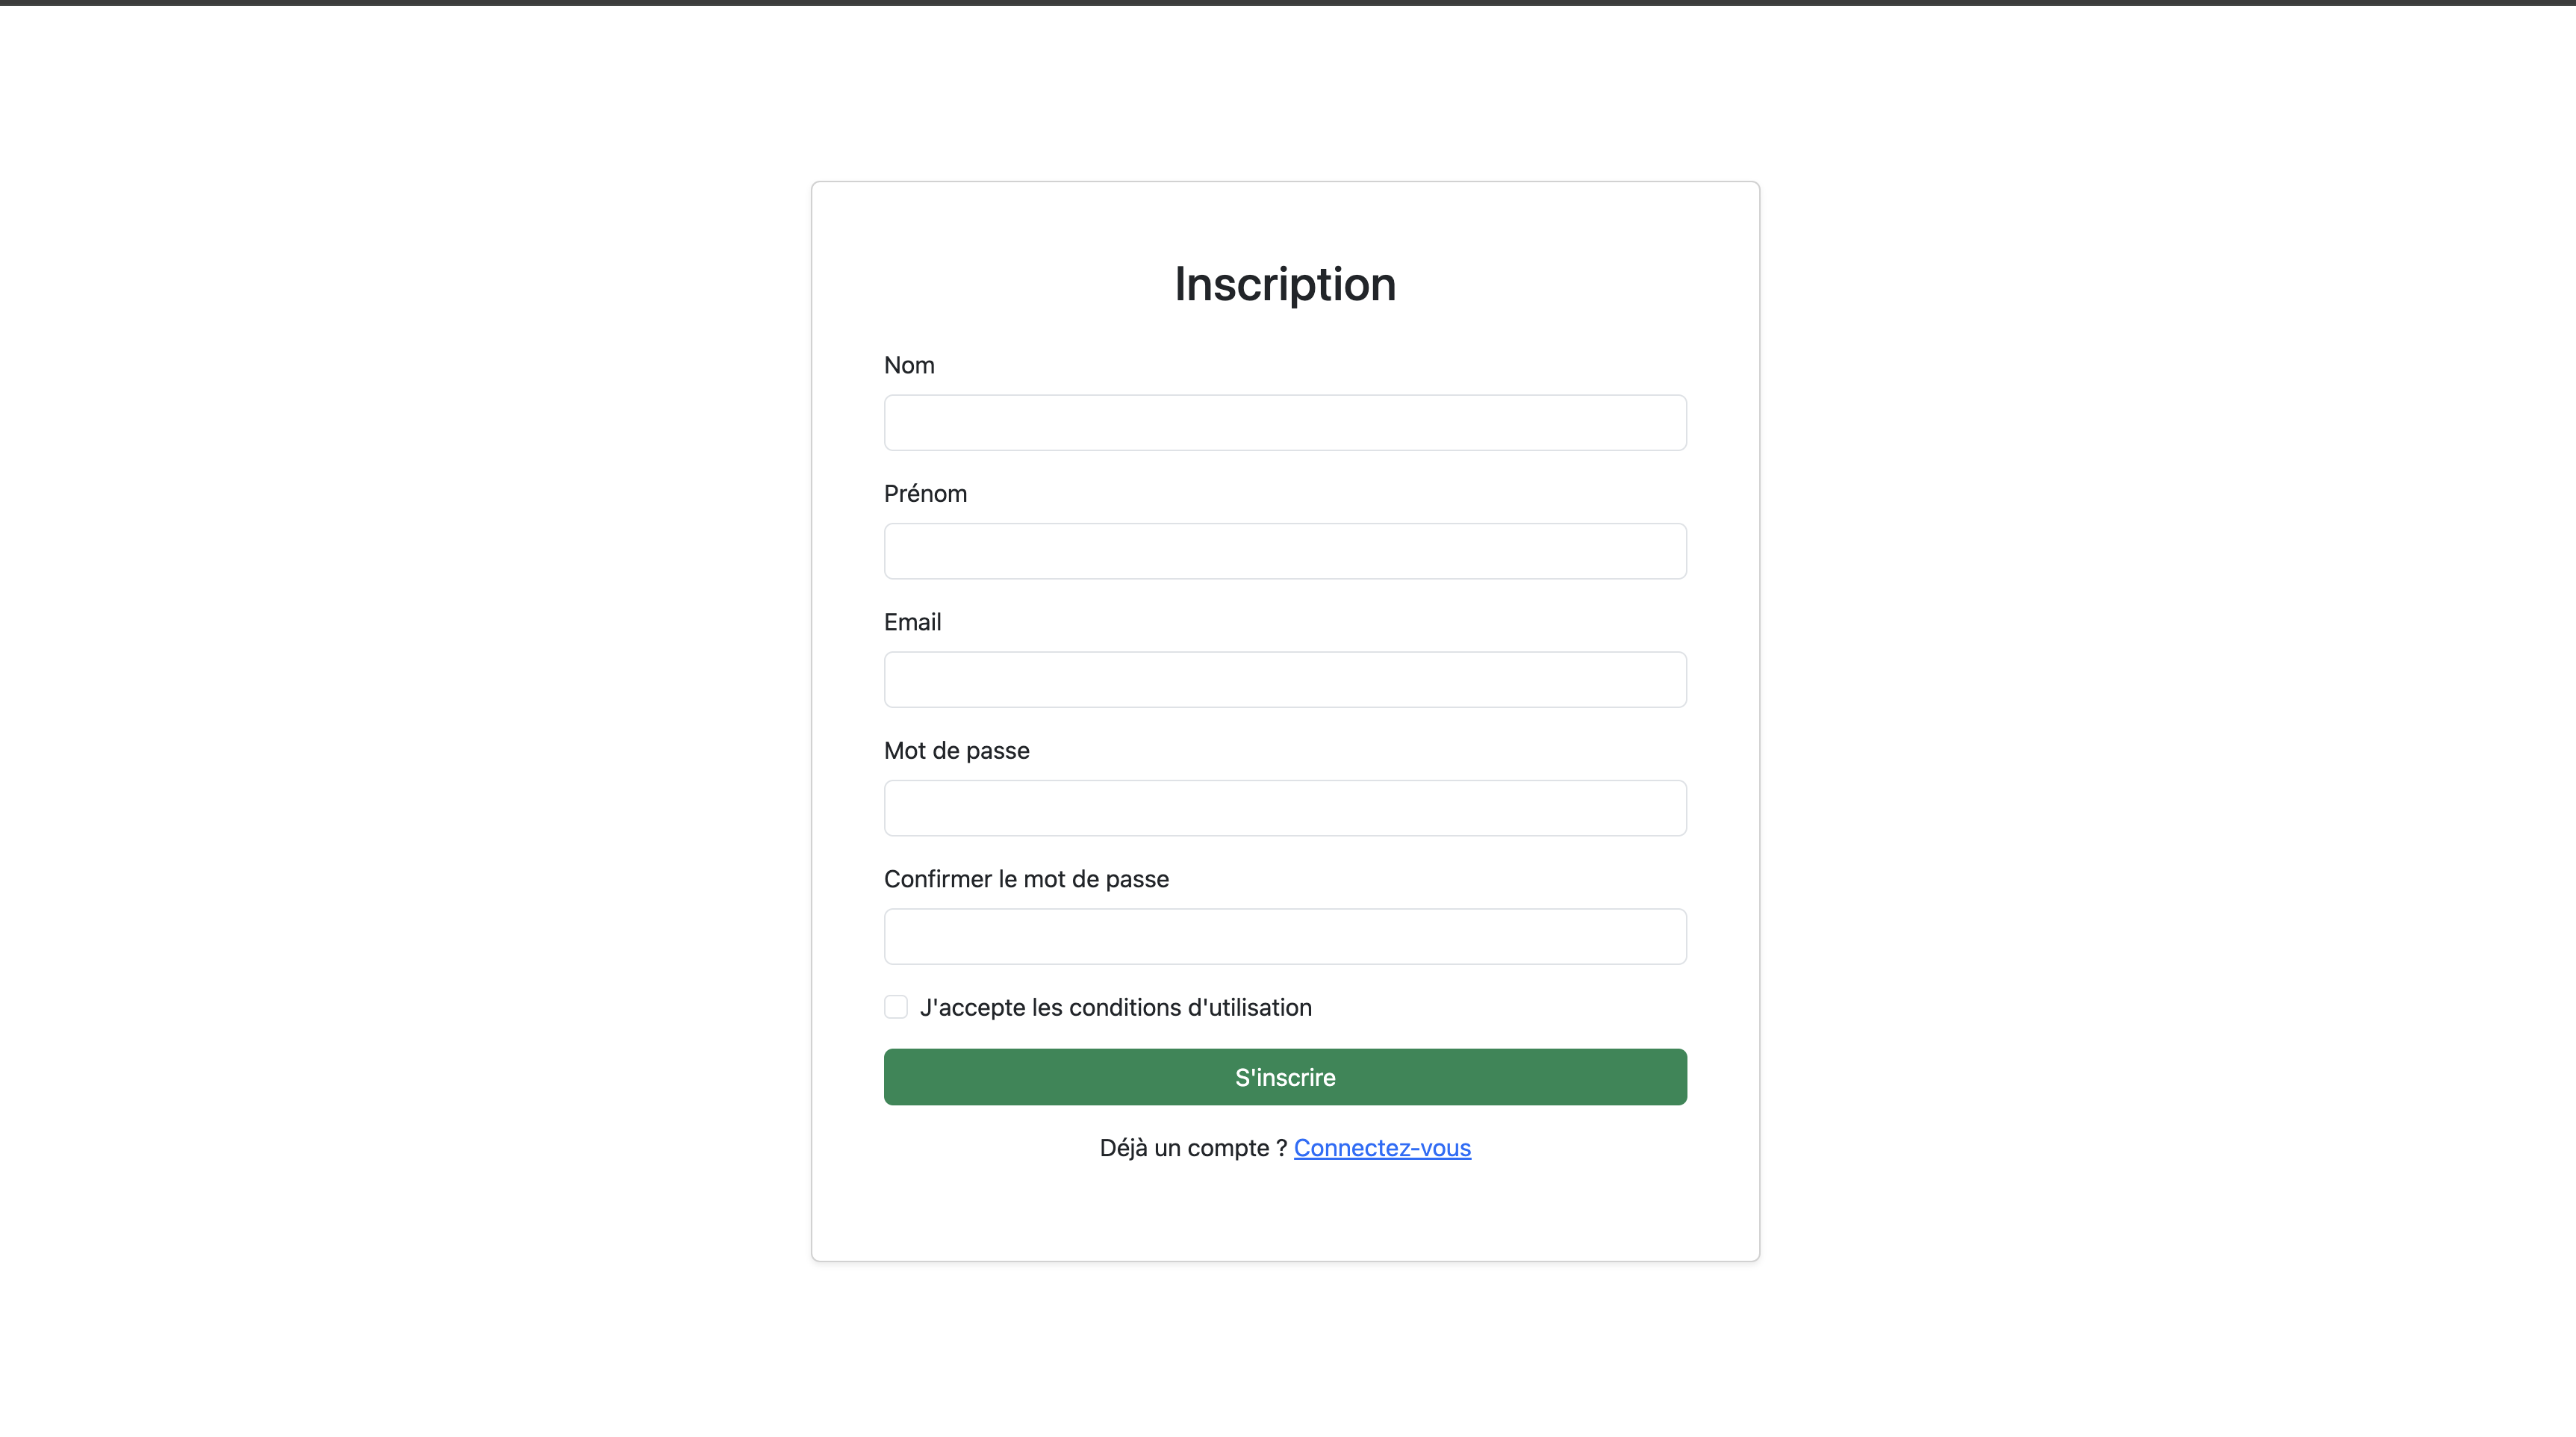 Inscription
Nom
Prénom
Email
Mot de passe
Confirmer le mot de passe
J'accepte les conditions d'utilisation
S'inscrire
Déjà un compte ? Connectez-vous